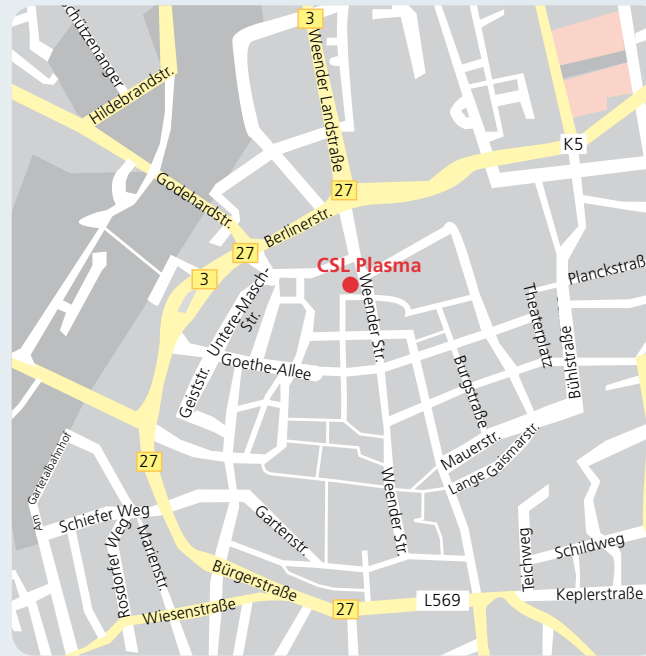 Schützenanger
3
Hildebrandstr.
Weender Landstraße
K5
Godehardstr.
27
Berlinerstr.
27
3
CSL Plasma
Planckstraß
Untere-Masch-
Str.
Weender Str.
Theaterplatz
Bühlstraße
Goethe-Allee
Geiststr.
Burgstraße
Mauerstr.
Lange Gaismarstr.
27
Am
Gartetalbahnhof
Weender Str.
Schiefer Weg
Gartenstr.
Rosdorfer Weg
Marienstr.
Teichweg
Schildweg
Bürgerstraße
Keplerstraße
Wiesenstraße
27
L569